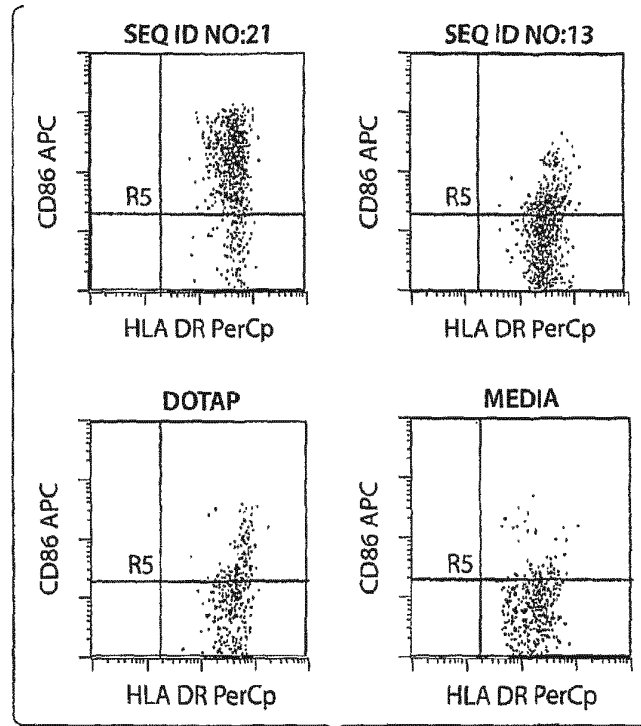 SEQ ID NO:21
CD86 APC
R5
HLA DR PerCp
SEQ ID NO:13
CD86 APC
R5
HLA DR PerCp
DOTAP
CD86 APC
R5
HLA DR PerCp
MEDIA
CD86 APC
R5
HLA DR PerCp